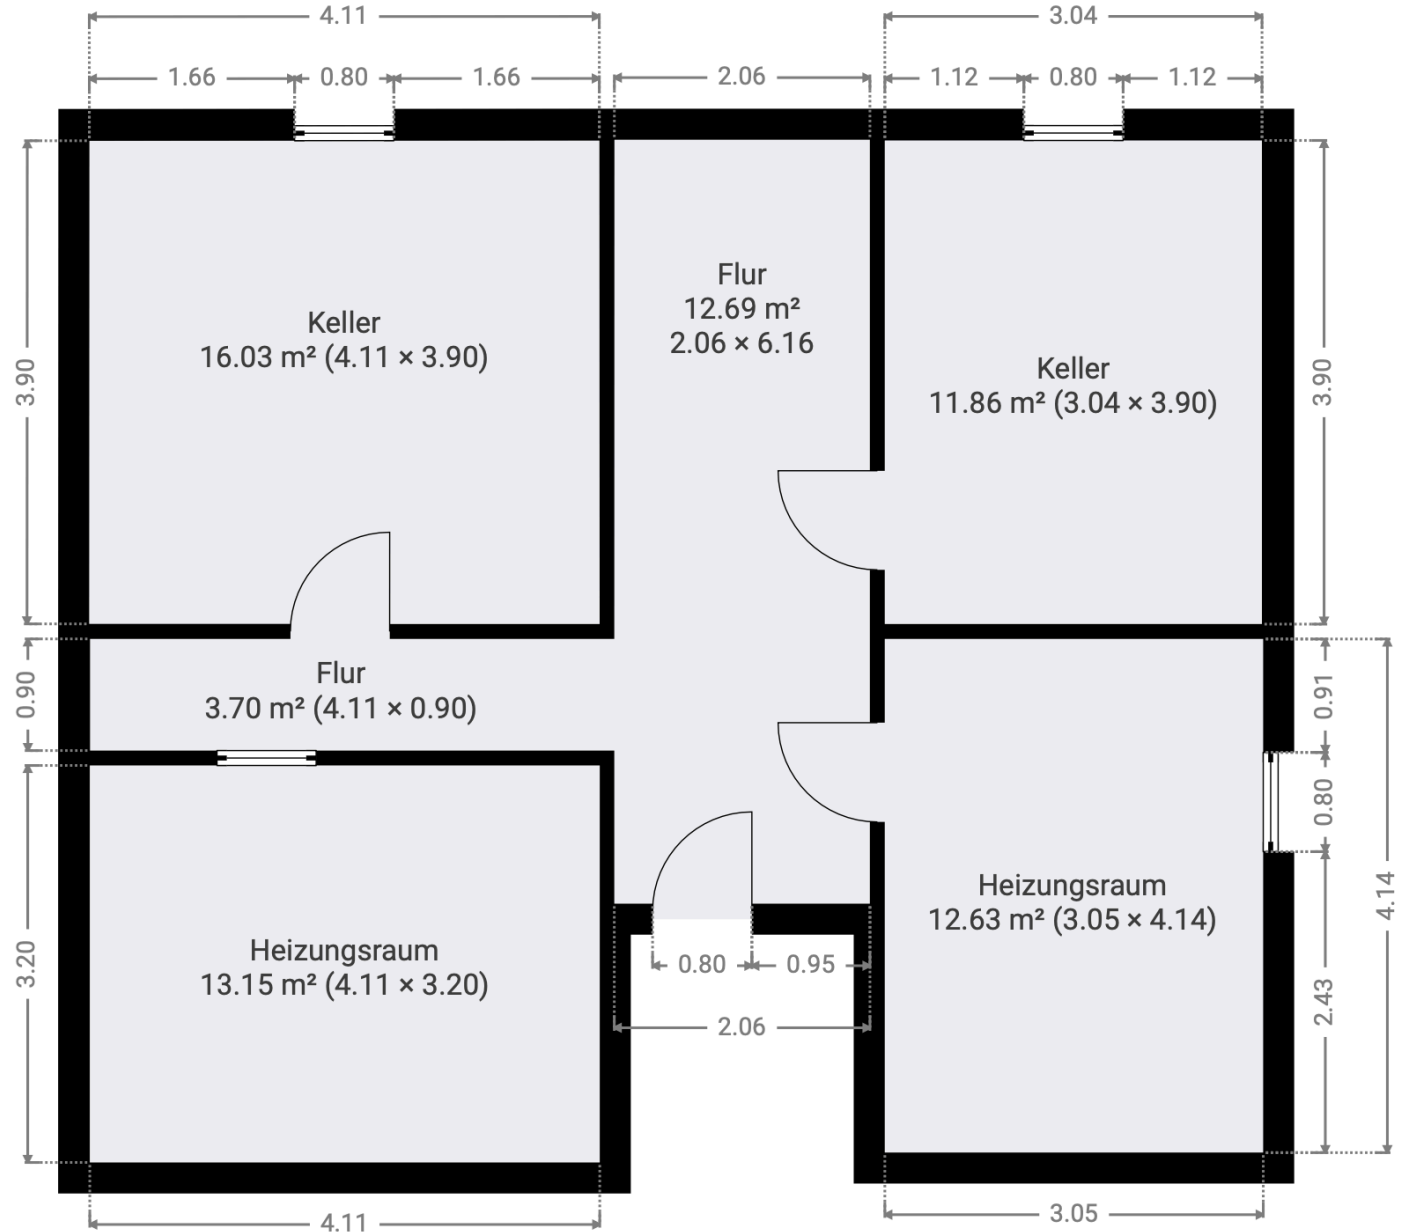 4.11
3.04
1.66
0.80
1.66
2.06
1.12
0.80
1.12
Flur
12.69 m²
2.06 × 6.16
Keller
16.03 m² (4.11 × 3.90)
Keller
11.86 m² (3.04 × 3.90)
3.90
3.90
Flur
3.70 m² (4.11 × 0.90)
0.90
0.91
0.80
Heizungsraum
12.63 m² (3.05 × 4.14)
4.14
Heizungsraum
13.15 m² (4.11 × 3.20)
3.20
0.80
0.95
2.43
2.06
4.11
3.05